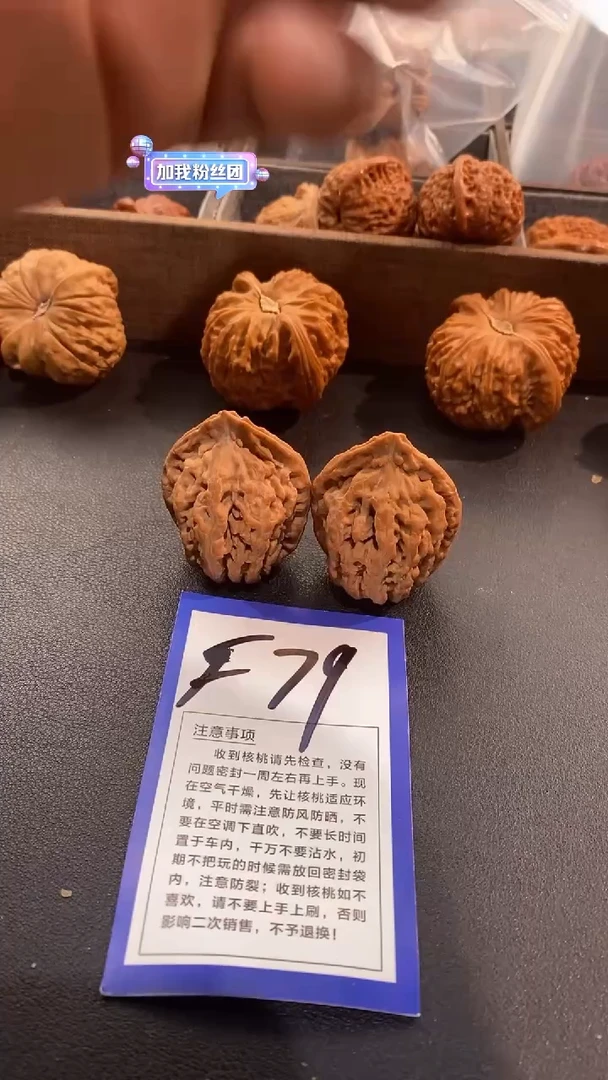 加我粉丝团
F79
注意事项
收到核桃请先检查，没有
问题密封一周左右再上手。现
在空气干燥，先让核桃适应环
境，平时需注意防风防晒，不
要在空调下直吹，不要长时间
置于车内，千万不要沾水，初
期不把玩的时候需放回密封袋
内，注意防裂；收到核桃如不
喜欢，请不要上手上刷，否则
影响二次销售，不予退换！